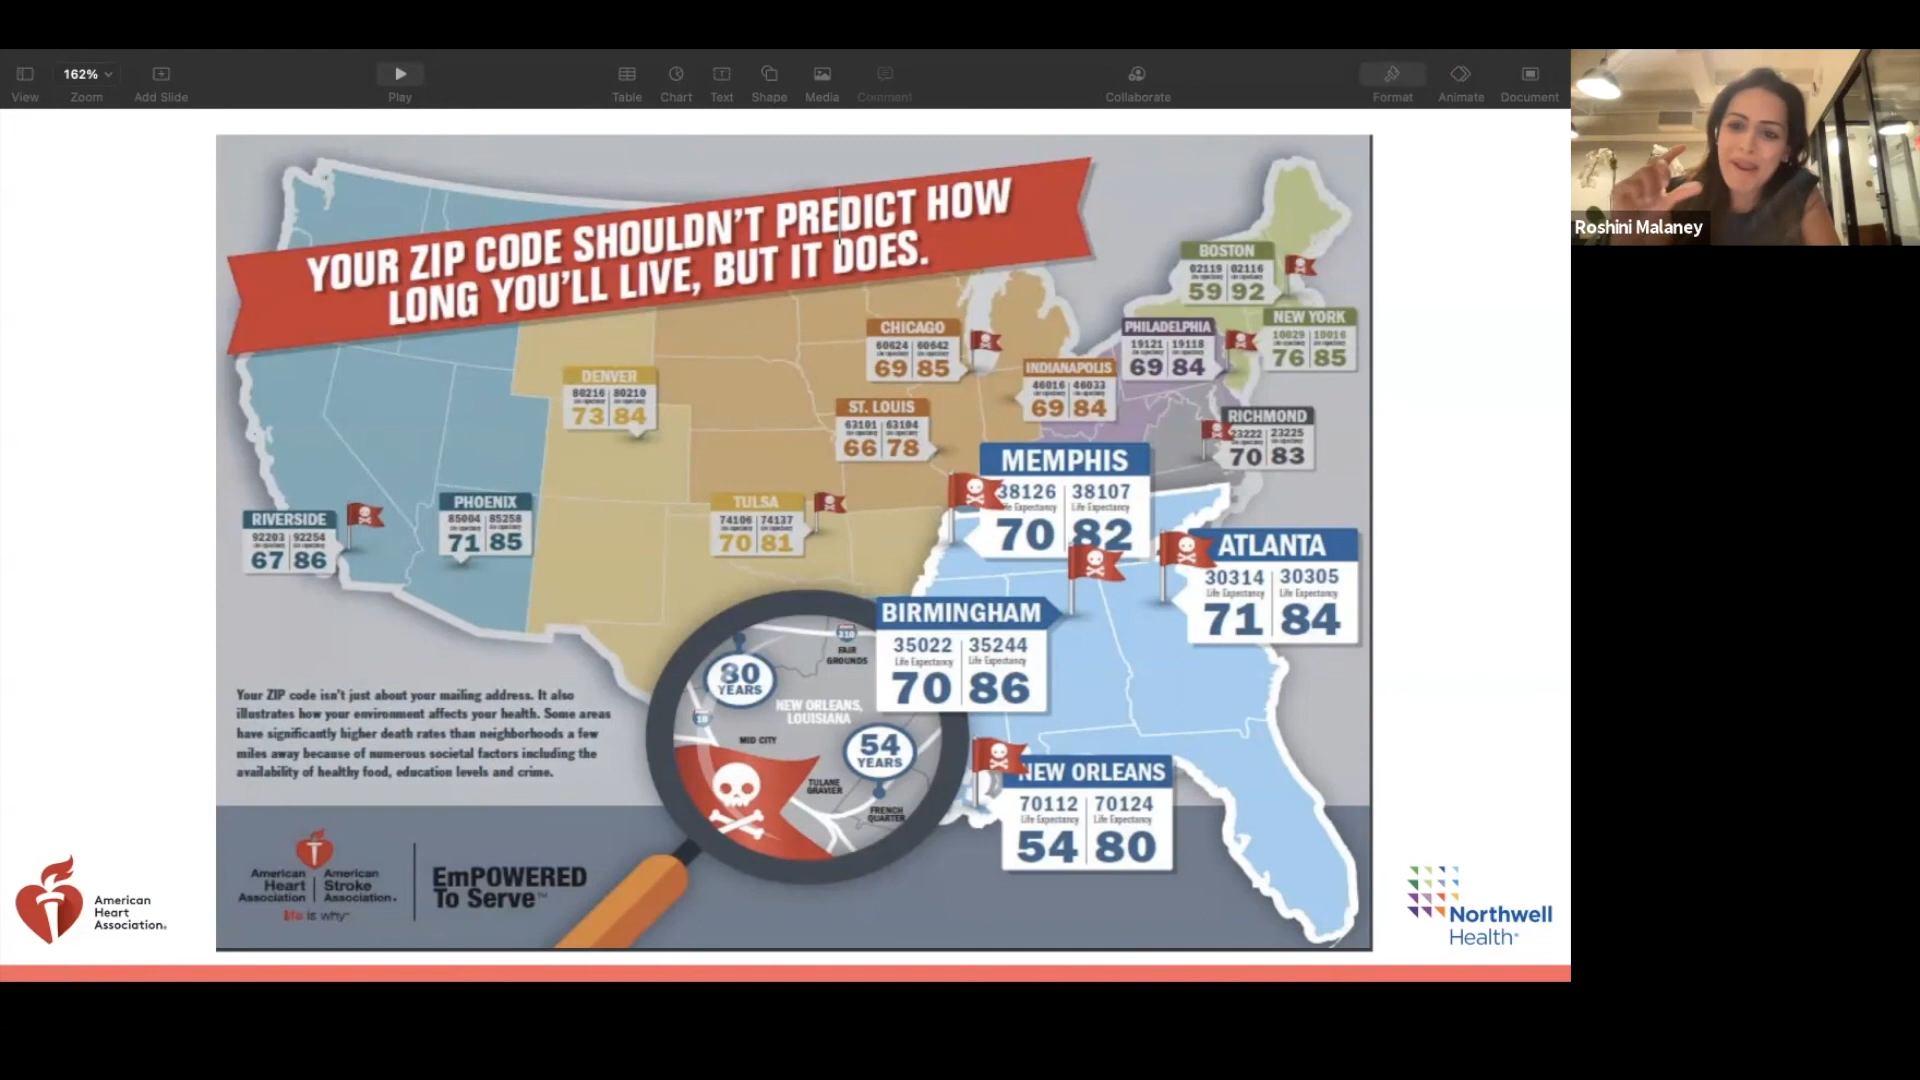 162%
View
Zoom
Add Slide
Play
Table
Chart
Text
Shape
Media
Comment
Collaborate
Format
Animate
Document
Roshini Malaney
YOUR ZIP CODE SHOULDN'T PREDICT HOW
LONG YOU'LL LIVE, BUT IT DOES.
BOSTON
02119 02116
59 92
NEW YORK
10029 10016
76 85
PHILADELPHIA
19121 19118
69 84
CHICAGO
60624 60642
69 85
INDIANAPOLIS
46016 46033
69 84
DENVER
80216 80210
73 84
ST. LOUIS
63101 63104
66 78
RICHMOND
23222 23225
70 83
MEMPHIS
38126 38107
Life Expectancy Life Expectancy
70 82
RIVERSIDE
92203 92254
67 86
PHOENIX
85004 85258
71 85
TULSA
74106 74137
70 81
ATLANTA
30314 30305
Life Expectancy Life Expectancy
71 84
BIRMINGHAM
35022 35244
Life Expectancy Life Expectancy
70 86
310
FAIR
GROUNDS
80
YEARS
NEW ORLEANS,
LOUISIANA
10
MID CITY
54
YEARS
TULANE
GRAVIER
FRENCH
QUARTER
NEW ORLEANS
70112 70124
Life Expectancy Life Expectancy
54 80
Your ZIP code isn't just about your mailing address. It also
illustrates how your environment affects your health. Some areas
have significantly higher death rates than neighborhoods a few
miles away because of numerous societal factors including the
availability of healthy food, education levels and crime.
American American
Heart Stroke
Association Association.
life is why™
EmPOWERED
To Serve™
American
Heart
Association®
Northwell
Health®